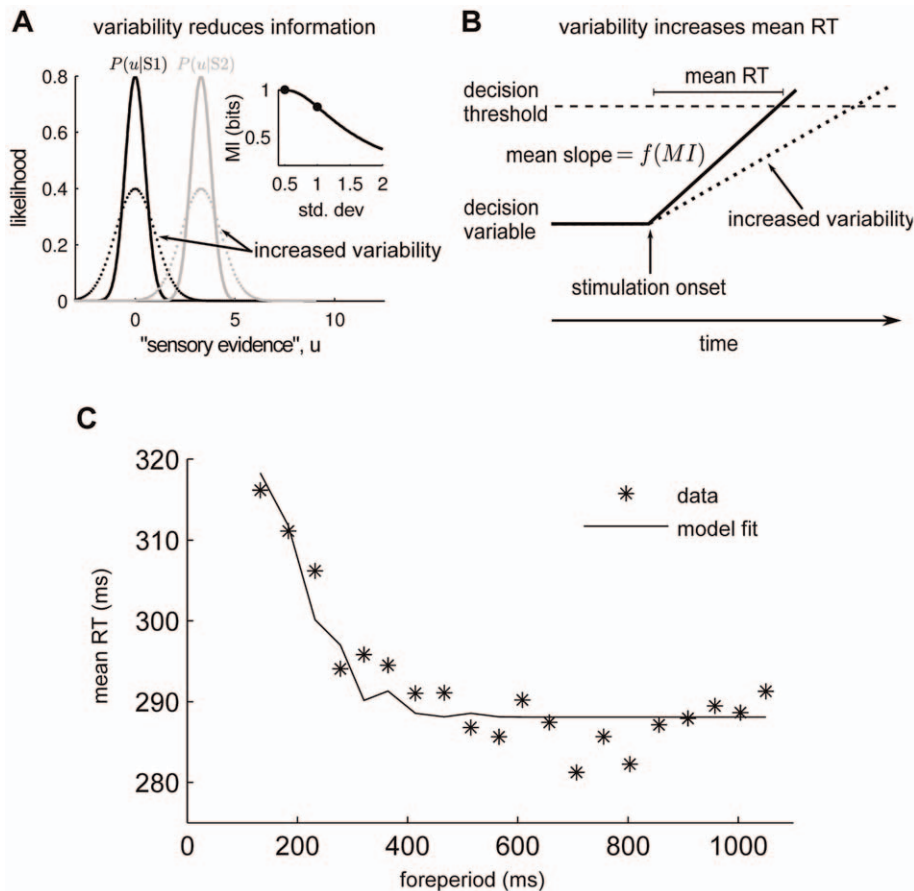 A
variability reduces information
P(u|S1) P(u|S2)
0.8
0.6
0.4
0.2
0
likelihood
0 5 10
"sensory evidence", u
increased variability
MI (bits)
1
0.5
0.5 1 1.5 2
std. dev
B
variability increases mean RT
mean RT
decision
threshold
mean slope = f(MI)
decision
variable
increased variability
stimulation onset
time
C
320
310
300
290
280
mean RT (ms)
data
model fit
0 200 400 600 800 1000
foreperiod (ms)